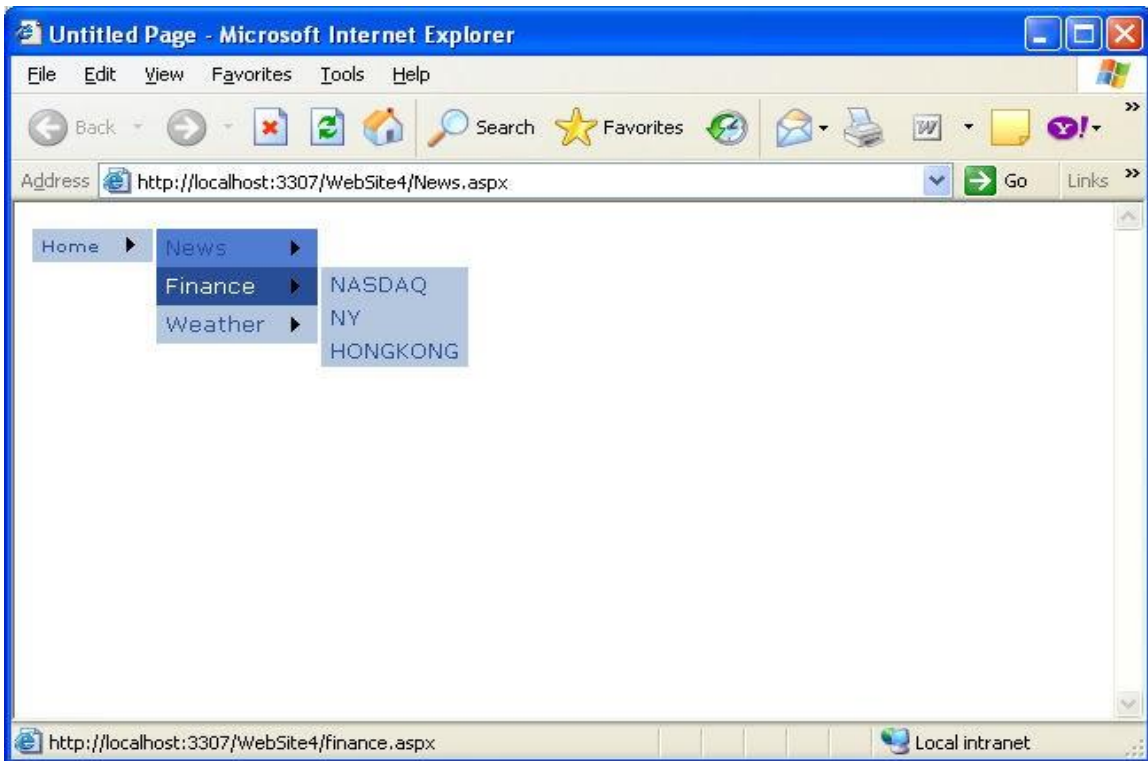 Untitled Page - Microsoft Internet Explorer
File Edit View Favorites Tools Help
Back Search Favorites W Y! »
Address http://localhost:3307/WebSite4/News.aspx Go Links »
Home News
Finance NASDAQ
Weather NY
HONGKONG
http://localhost:3307/WebSite4/finance.aspx Local intranet